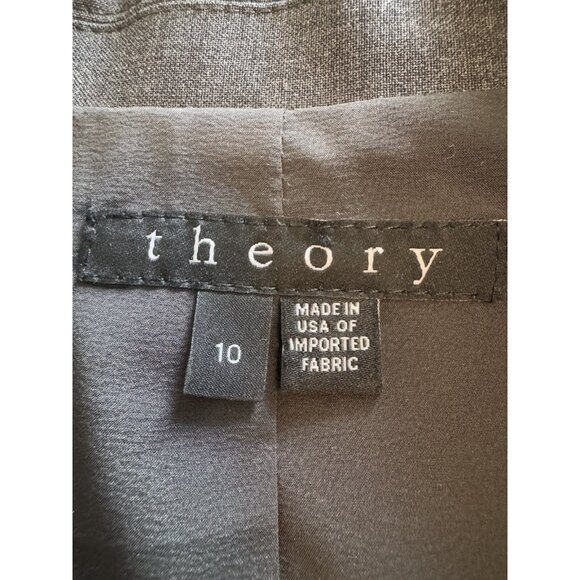 theory
10
MADE IN
USA OF
IMPORTED
FABRIC